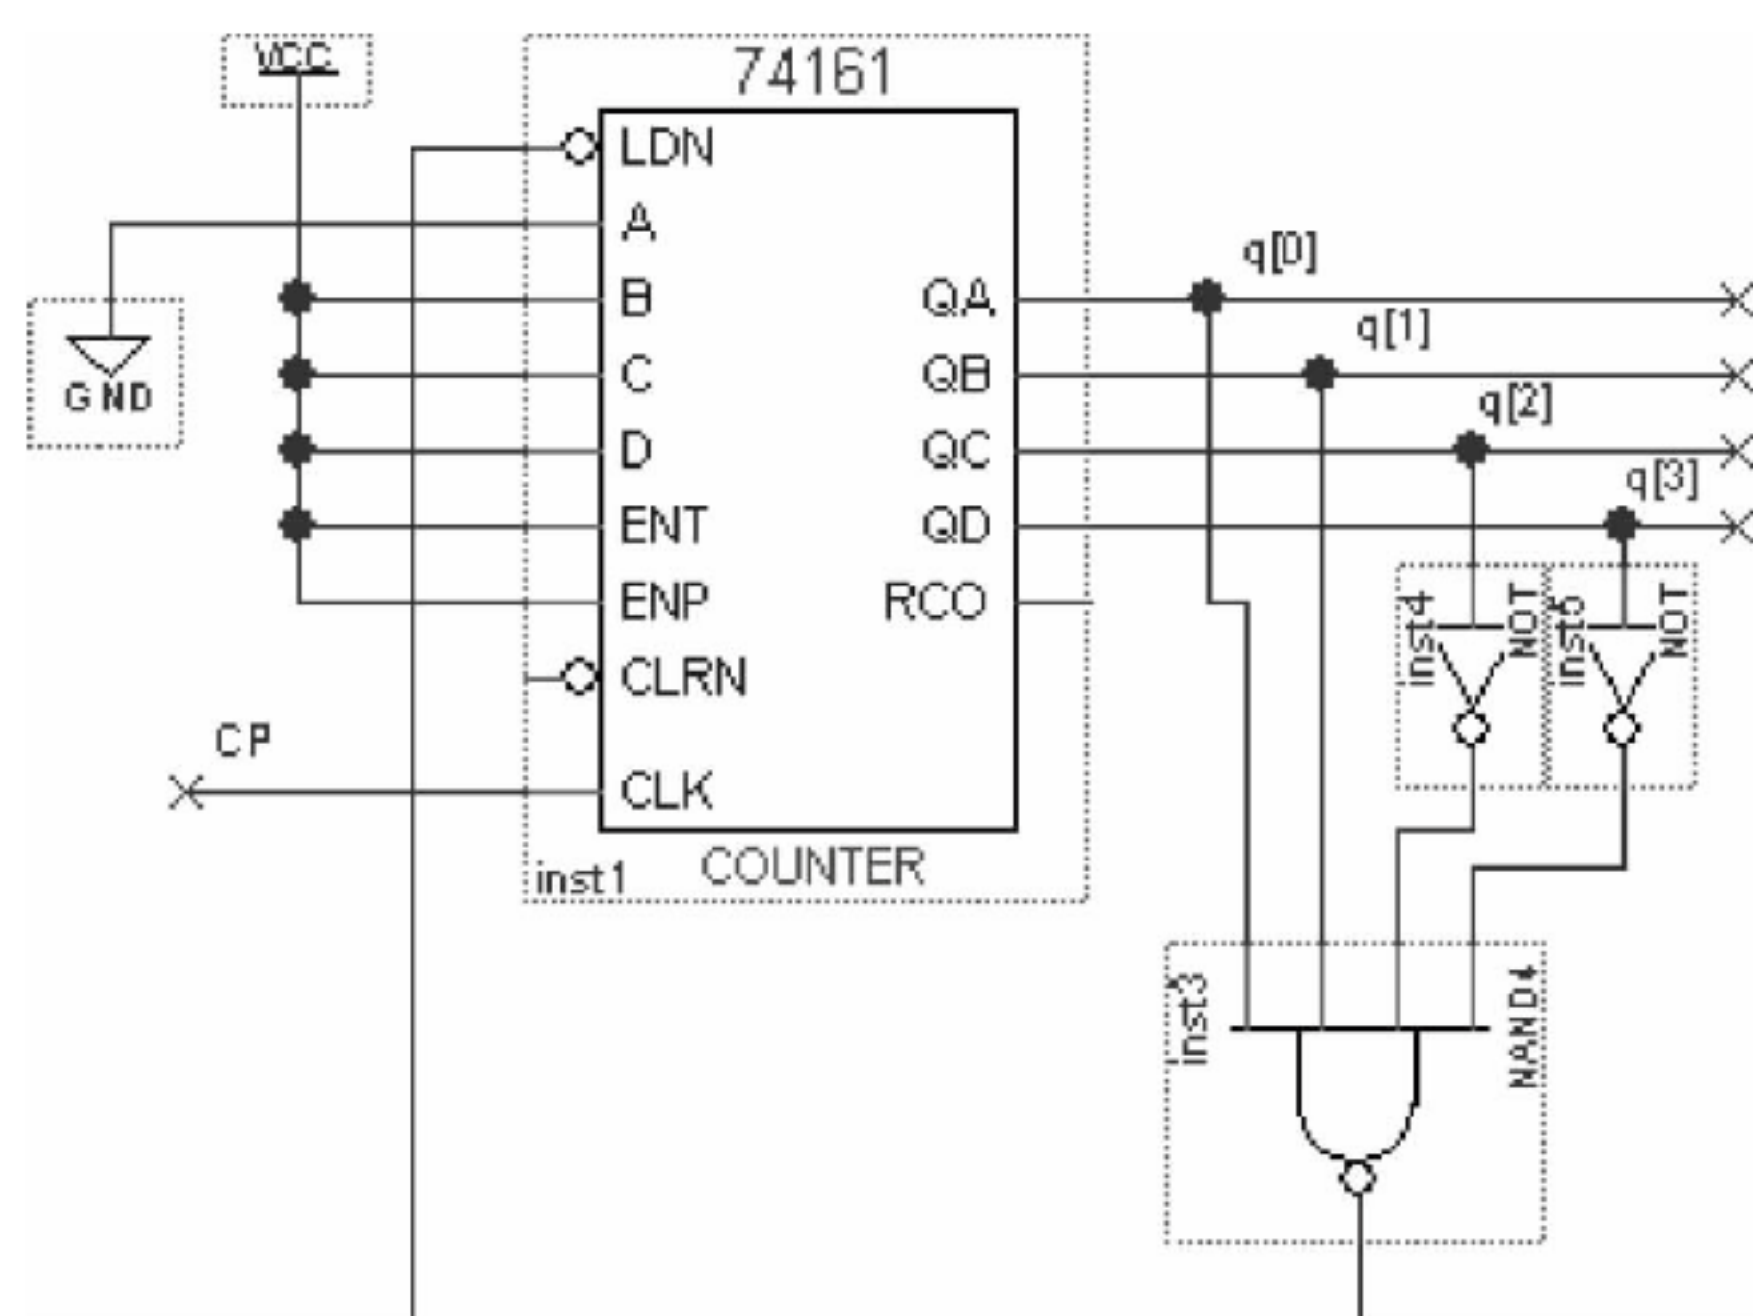 VCC
74161
LDN
A
B
C
D
ENT
ENP
CLRN
CLK
QA
QB
QC
QD
RCO
q[0]
q[1]
q[2]
q[3]
GND
CP
inst1
COUNTER
inst4
NOT
inst5
NOT
inst3
NAND4